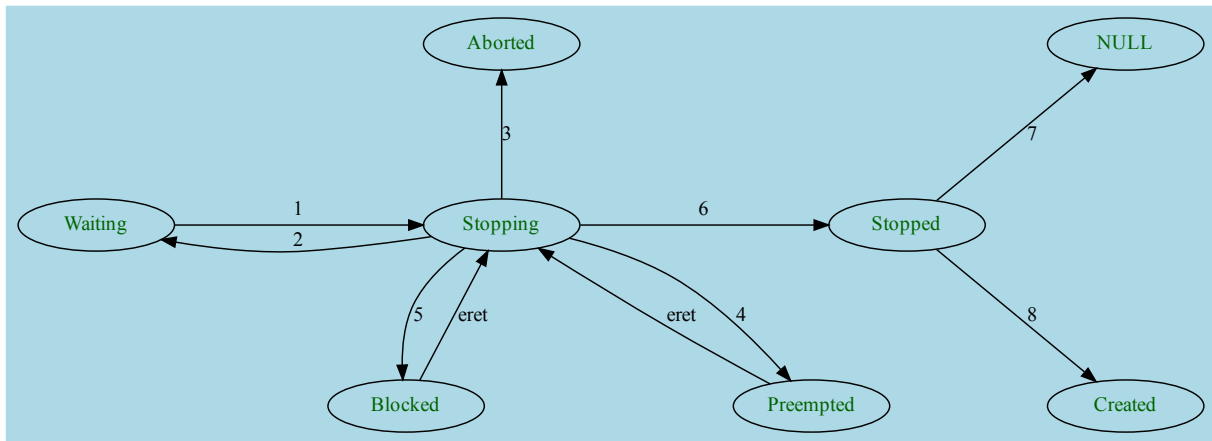 Aborted
NULL
3
7
Waiting
1
2
Stopping
6
Stopped
5
eret
eret
4
8
Blocked
Preempted
Created